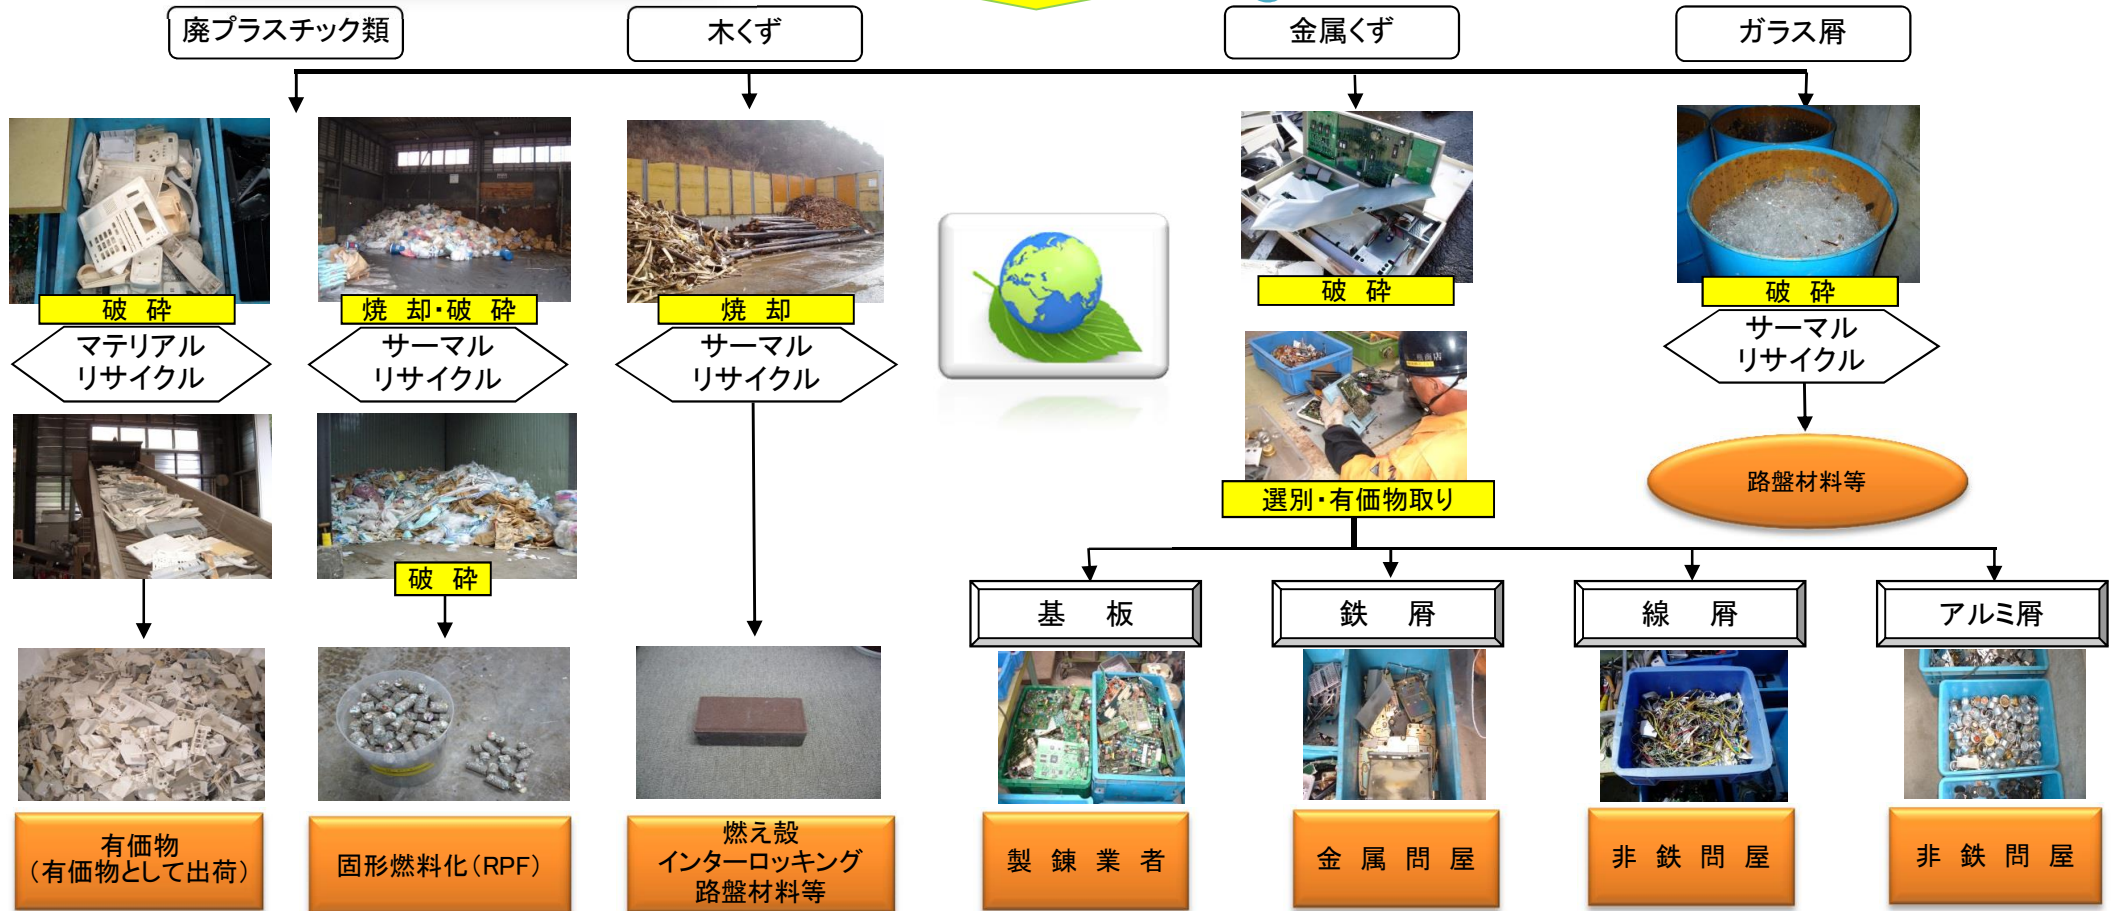 廃プラスチック類
木くず
金属くず
ガラス屑
破 砕
マテリアル
リサイクル
焼 却・破 砕
サーマル
リサイクル
焼 却
サーマル
リサイクル
破 砕
破 砕
サーマル
リサイクル
選別・有価物取り
路盤材料等
破 砕
基 板
鉄 屑
線 屑
アルミ屑
有価物
（有価物として出荷）
固形燃料化（RPF）
燃え殻
インターロッキング
路盤材料等
製 錬 業 者
金 属 問 屋
非 鉄 問 屋
非 鉄 問 屋